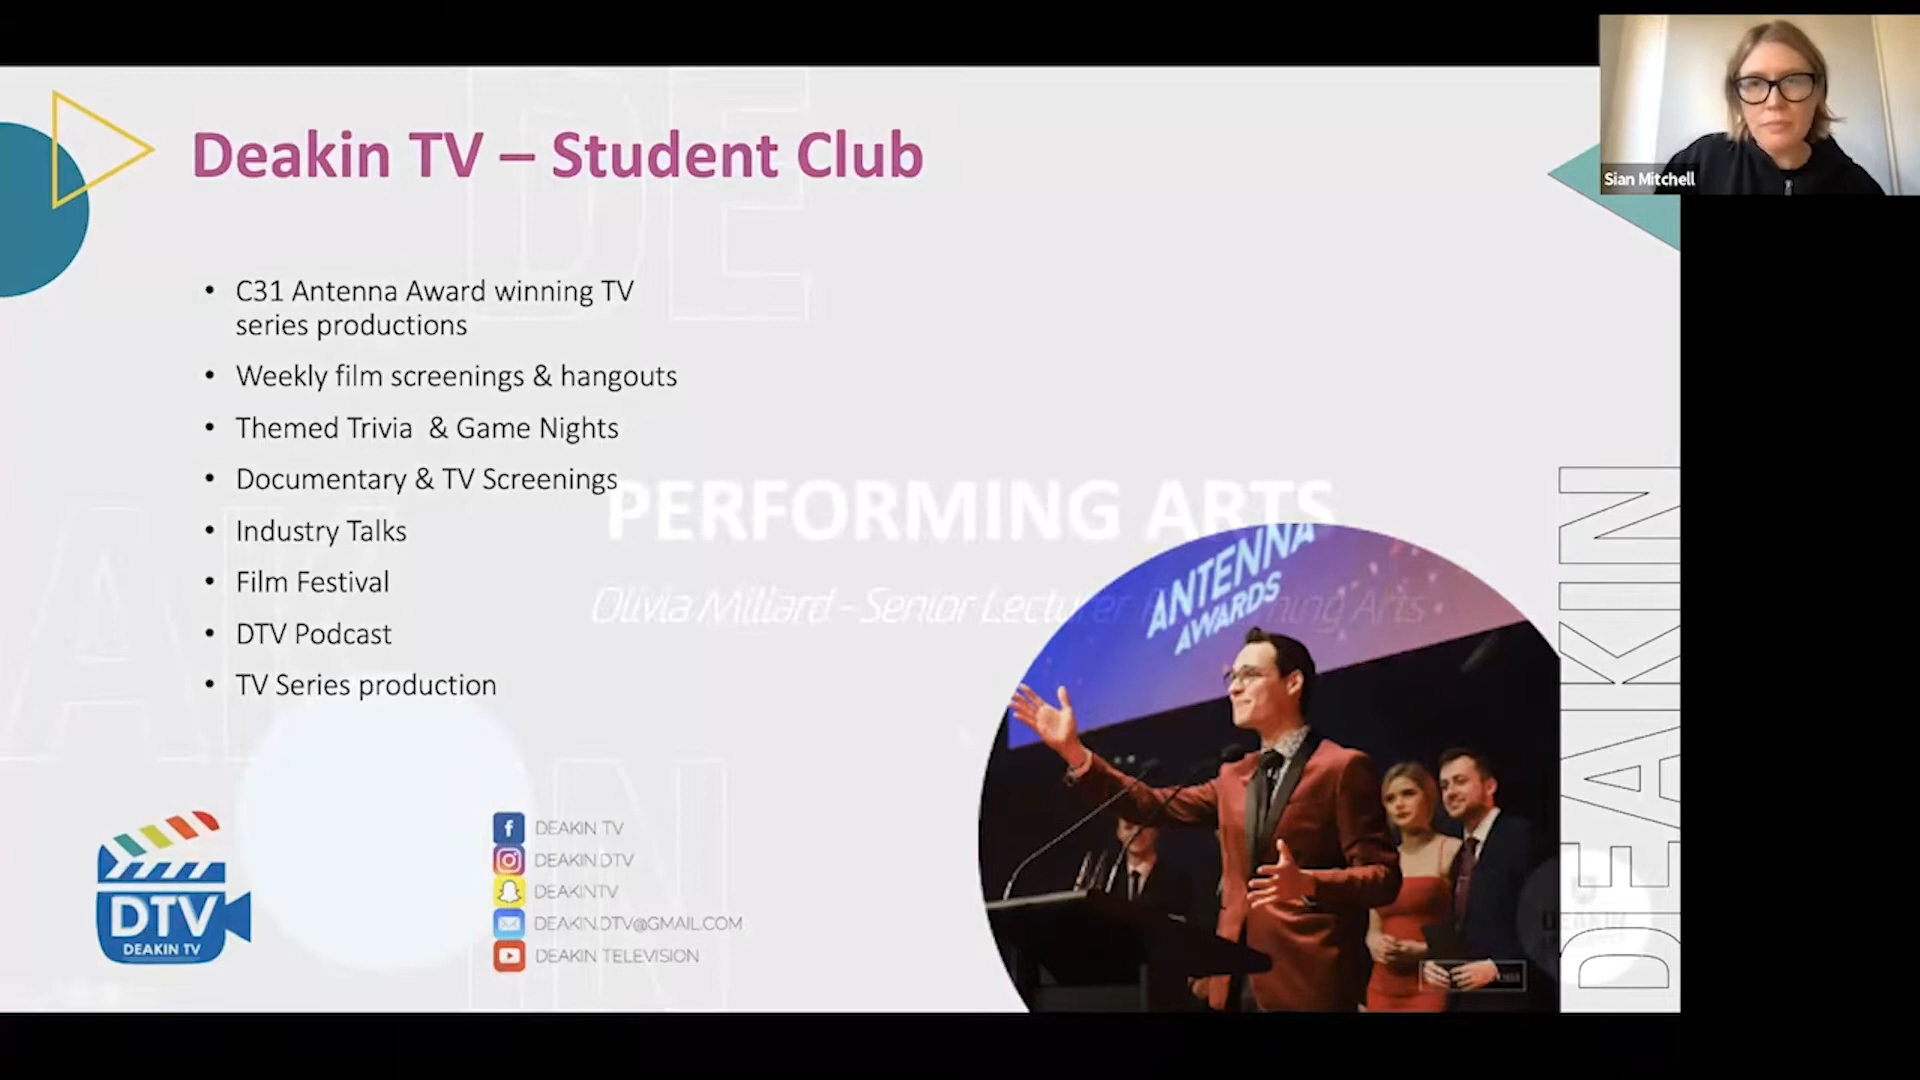 Deakin TV – Student Club
Sian Mitchell
• C31 Antenna Award winning TV
series productions
• Weekly film screenings & hangouts
• Themed Trivia & Game Nights
• Documentary & TV Screenings
• Industry Talks
• Film Festival
• DTV Podcast
• TV Series production
PERFORMING ARTS
Olivia Millard - Senior Lecturer Performing Arts
ANTENNA
AWARDS
DTV
DEAKIN TV
DEAKIN TV
DEAKIN.DTV
DEAKINTV
DEAKIN.DTV@GMAIL.COM
DEAKIN TELEVISION
DEAKIN
DEAKIN
DEAKIN